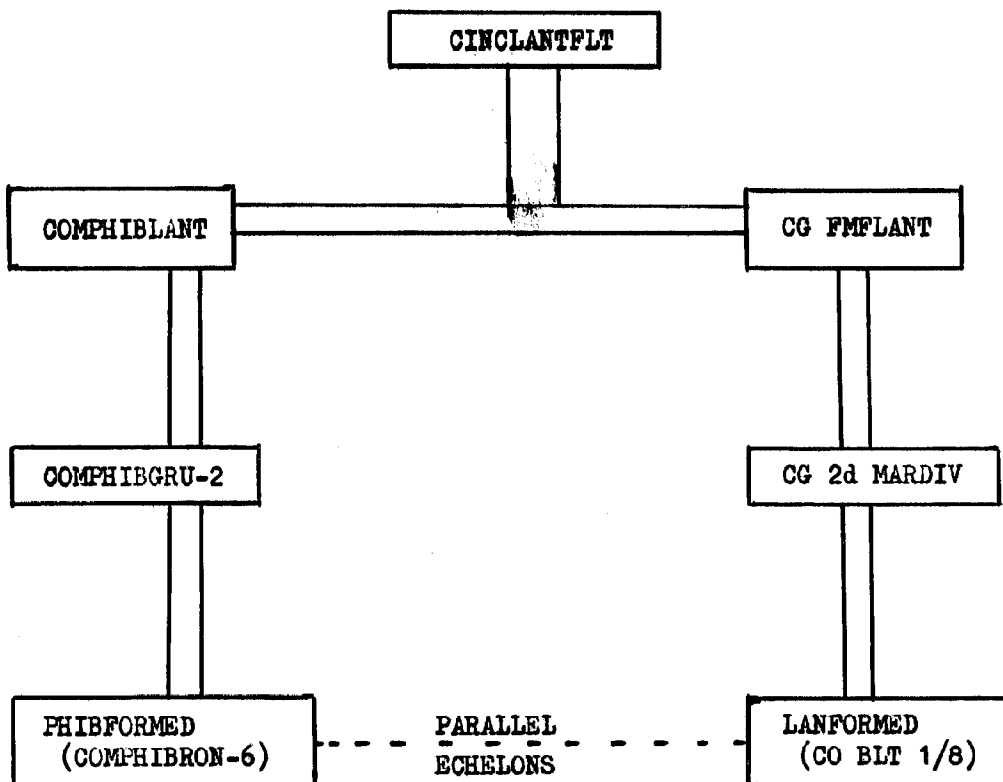 CINCLANTFLT
COMPHIBLANT
CG FMFLANT
COMPHIBGRU-2
CG 2d MARDIV
PHIBFORMED
(COMPHIBRON-6)
PARALLEL
ECHELONS
LANFORMED
(CO BLT 1/8)